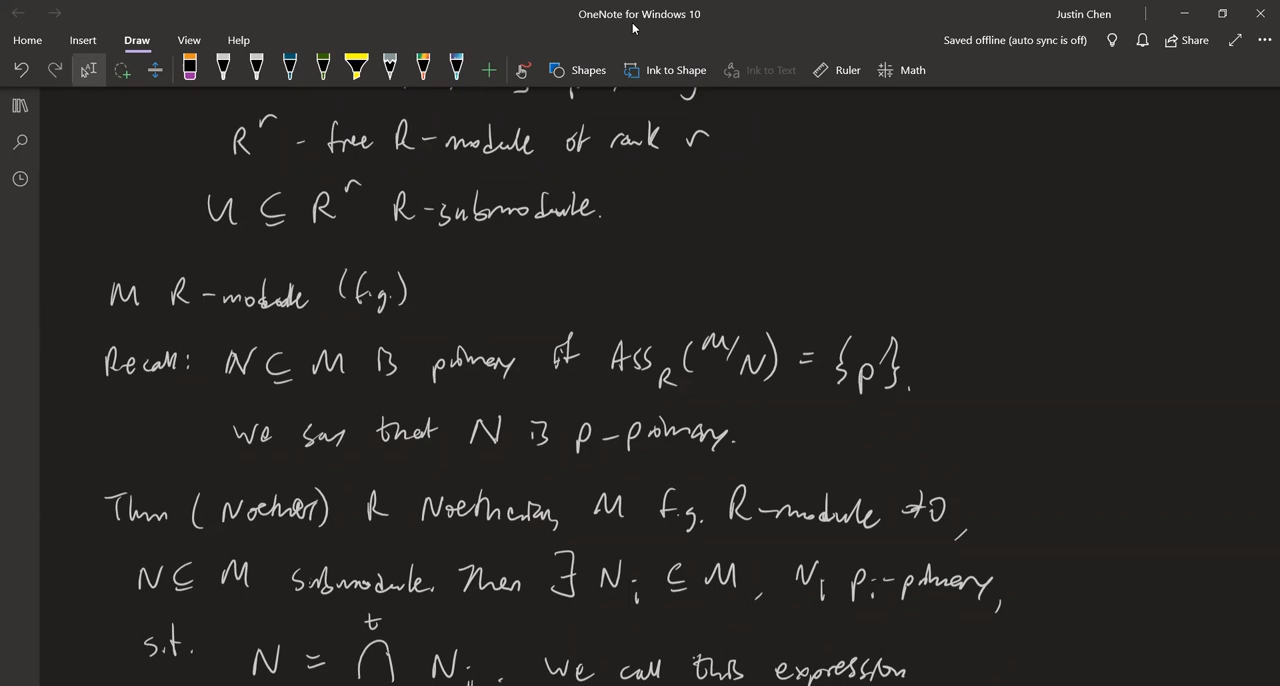 OneNote for Windows 10
Justin Chen
Home Insert Draw View Help
Saved offline (auto sync is off) Share
Shapes Ink to Shape Ink to Text Ruler Math
R^r - free R-module of rank r
U ⊆ R^r R-submodule.
M R-module (f.g.)
Recall: N ⊆ M is primary if Ass_R(M/N) = {p}.
we say that N is p-primary.
Thm (Noether) R Noetherian, M f.g. R-module ≠0,
N ⊆ M submodule. Then ∃ N_i ⊆ M, N_i p_i-primary,
s.t. N = ⋂^t N_i. We call this expression